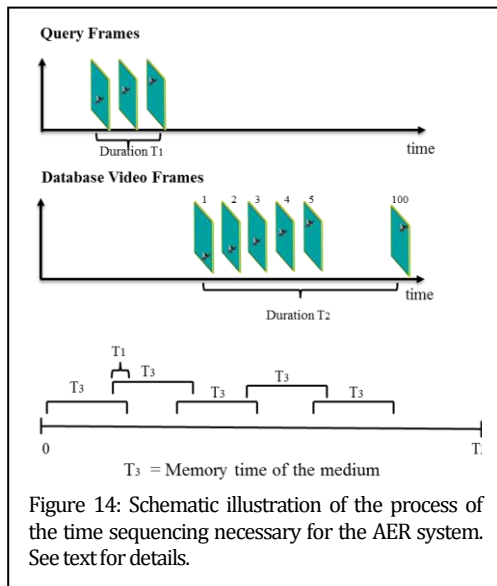 Query Frames
Duration T1
time
Database Video Frames
1 2 3 4 5 100
time
Duration T2
T1
T3 T3 T3 T3 T3
0 T
T3 = Memory time of the medium
Figure 14: Schematic illustration of the process of
the time sequencing necessary for the AER system.
See text for details.